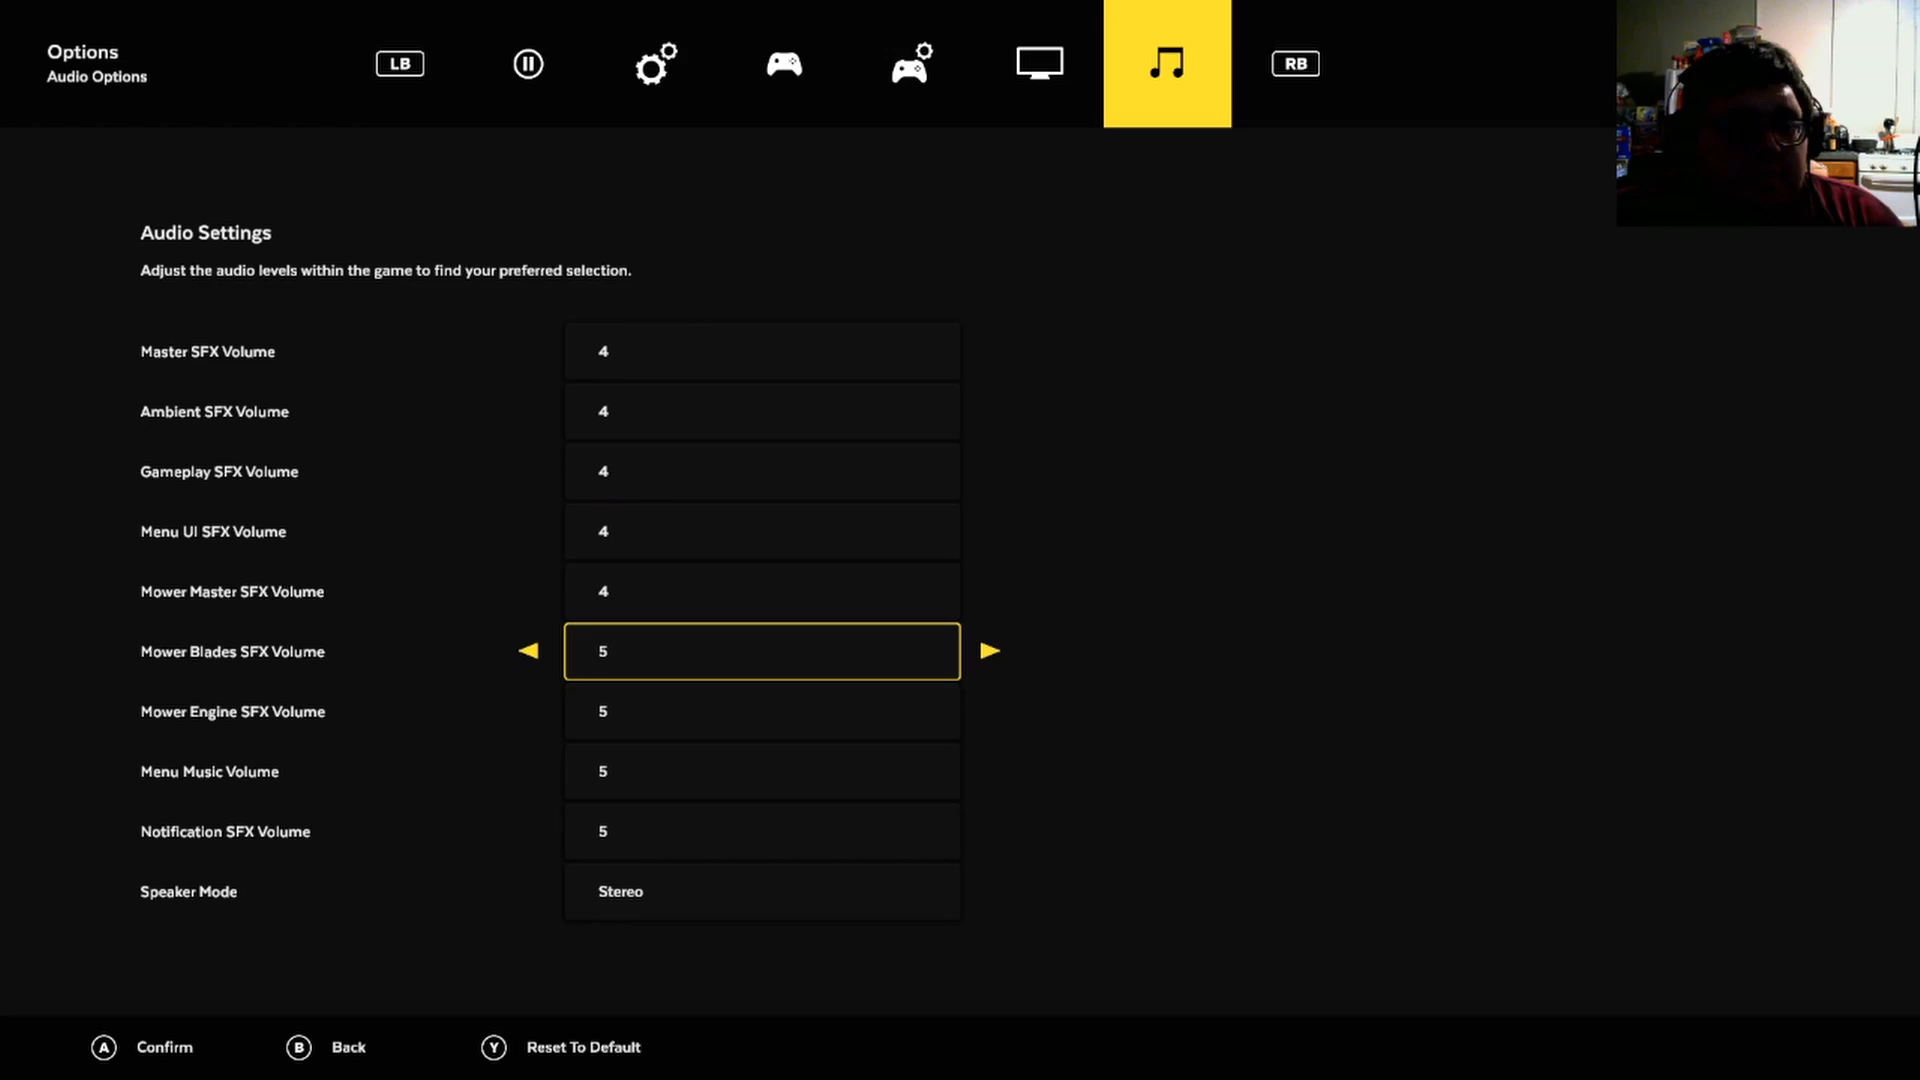 Options
Audio Options
LB
RB
Audio Settings
Adjust the audio levels within the game to find your preferred selection.
Master SFX Volume 4
Ambient SFX Volume 4
Gameplay SFX Volume 4
Menu UI SFX Volume 4
Mower Master SFX Volume 4
Mower Blades SFX Volume 5
Mower Engine SFX Volume 5
Menu Music Volume 5
Notification SFX Volume 5
Speaker Mode Stereo
A Confirm B Back Y Reset To Default